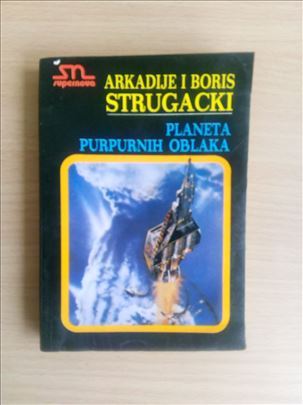 SN
supernova
ARKADIJE I BORIS
STRUGACKI
PLANETA
PURPURNIH OBLAKA